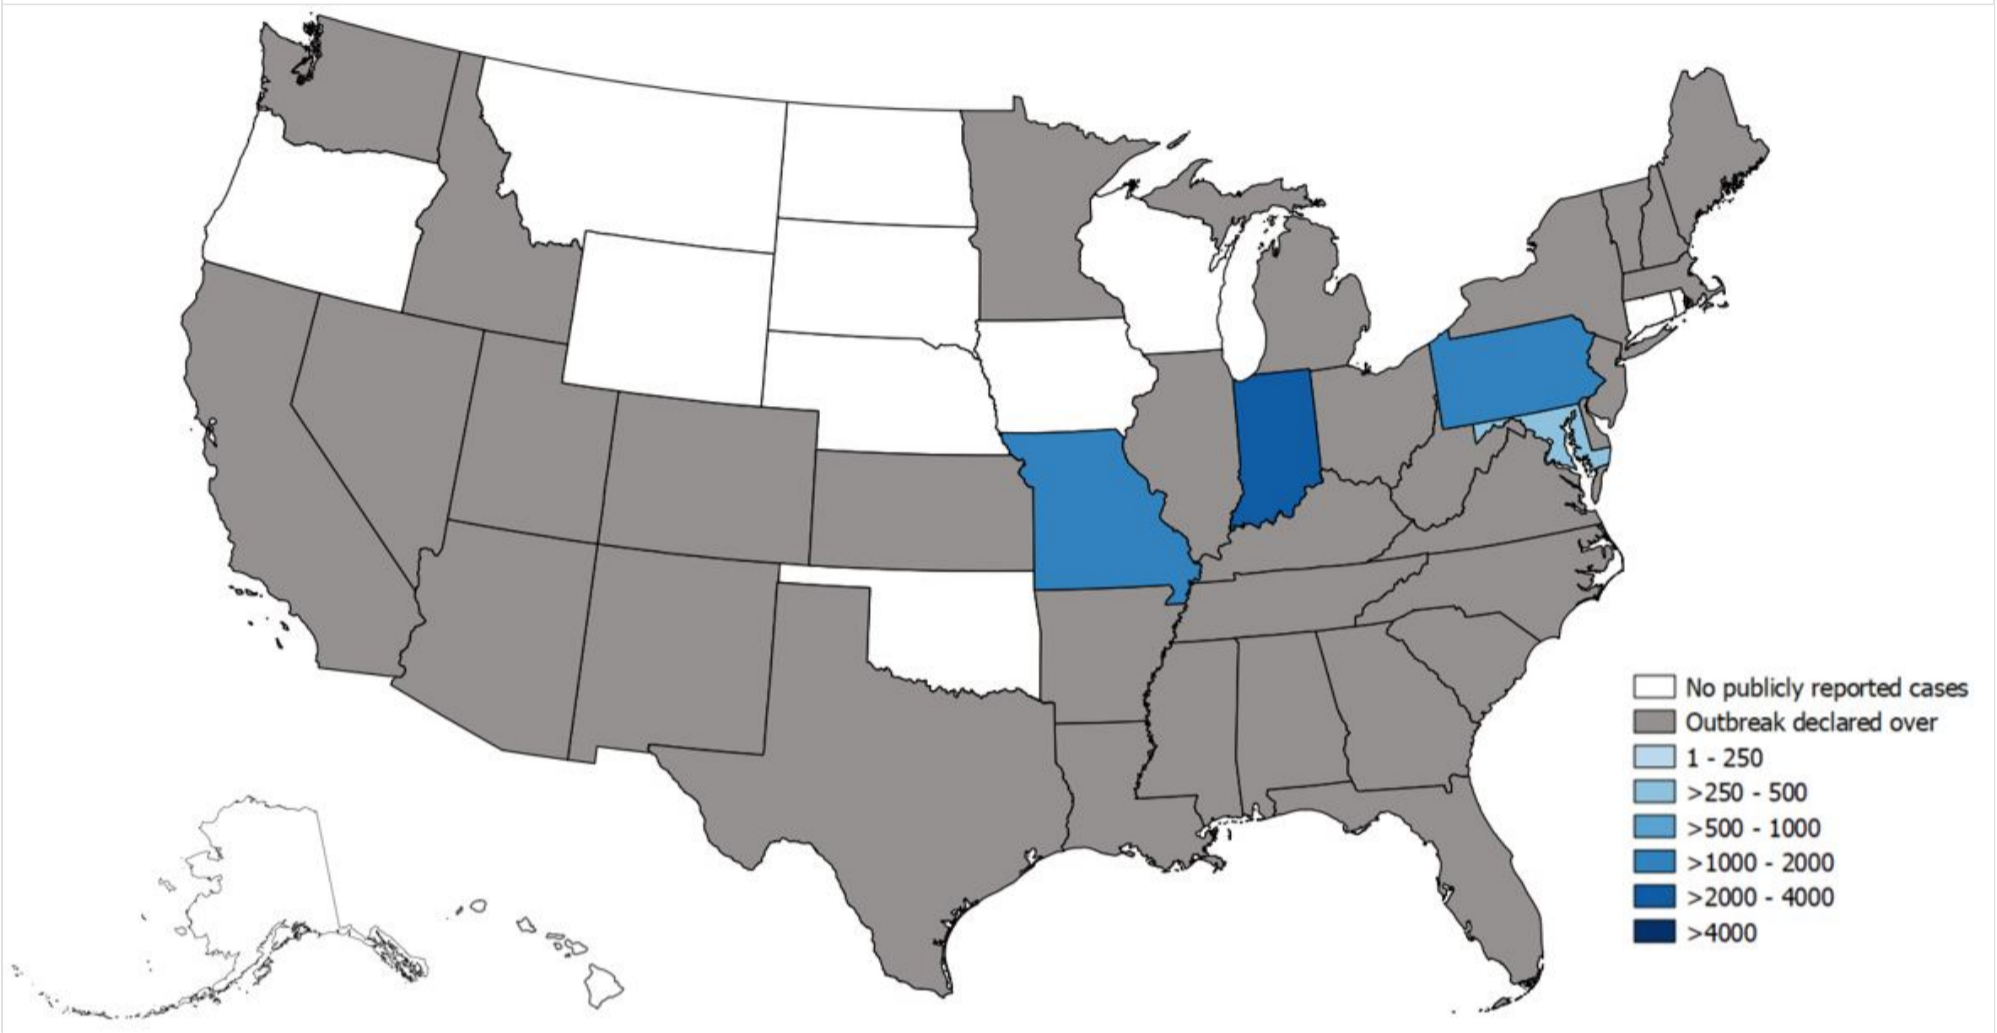 No publicly reported cases
Outbreak declared over
1 - 250
>250 - 500
>500 - 1000
>1000 - 2000
>2000 - 4000
>4000